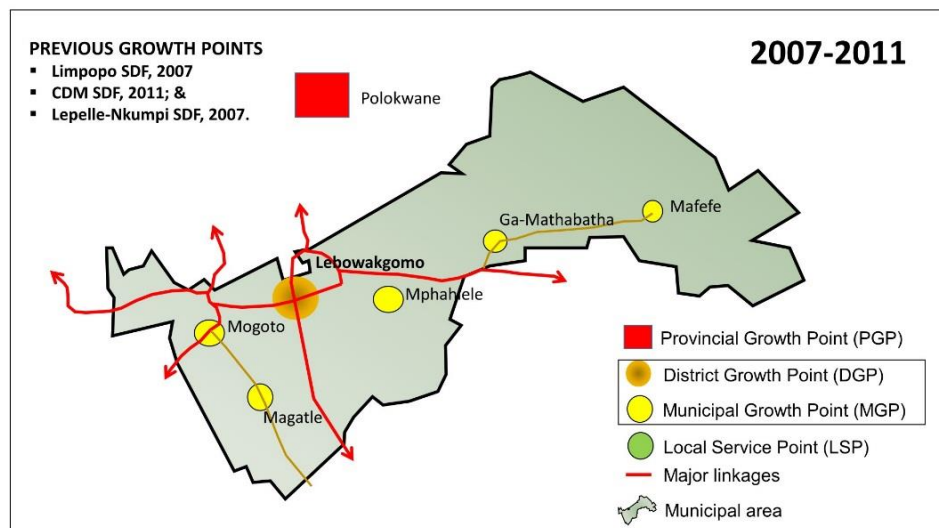 PREVIOUS GROWTH POINTS
▪ Limpopo SDF, 2007
▪ CDM SDF, 2011; &
▪ Lepelle-Nkumpi SDF, 2007.
2007-2011
Polokwane
Mafefe
Ga-Mathabatha
Lebowakgomo
Mphahlele
Mogoto
Magatle
Provincial Growth Point (PGP)
District Growth Point (DGP)
Municipal Growth Point (MGP)
Local Service Point (LSP)
Major linkages
Municipal area